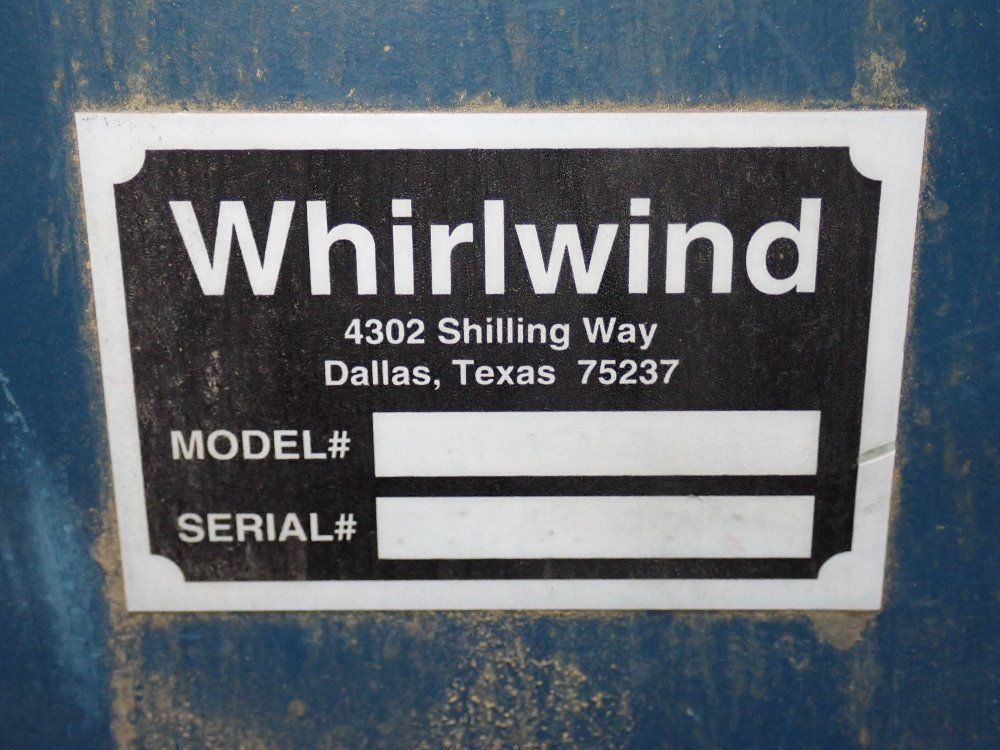 Whirlwind
4302 Shilling Way
Dallas, Texas 75237
MODEL#
SERIAL#